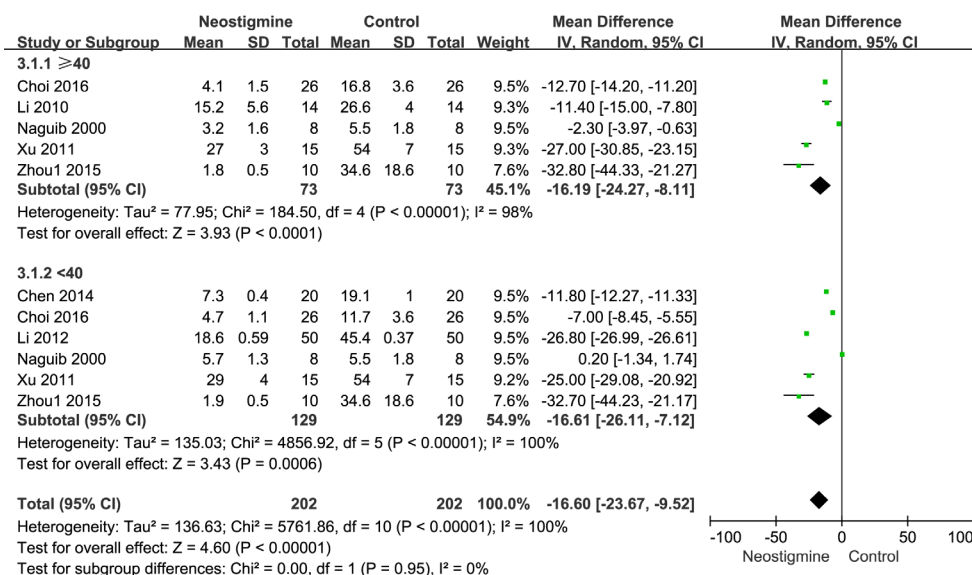 Neostigmine Control Mean Difference Mean Difference
Study or Subgroup Mean SD Total Mean SD Total Weight IV, Random, 95% CI IV, Random, 95% CI
3.1.1 ≥40
Choi 2016 4.1 1.5 26 16.8 3.6 26 9.5% -12.70 [-14.20, -11.20]
Li 2010 15.2 5.6 14 26.6 4 14 9.3% -11.40 [-15.00, -7.80]
Naguib 2000 3.2 1.6 8 5.5 1.8 8 9.5% -2.30 [-3.97, -0.63]
Xu 2011 27 3 15 54 7 15 9.3% -27.00 [-30.85, -23.15]
Zhou1 2015 1.8 0.5 10 34.6 18.6 10 7.6% -32.80 [-44.33, -21.27]
Subtotal (95% CI) 73 73 45.1% -16.19 [-24.27, -8.11]
Heterogeneity: Tau² = 77.95; Chi² = 184.50, df = 4 (P < 0.00001); I² = 98%
Test for overall effect: Z = 3.93 (P < 0.0001)
3.1.2 <40
Chen 2014 7.3 0.4 20 19.1 1 20 9.5% -11.80 [-12.27, -11.33]
Choi 2016 4.7 1.1 26 11.7 3.6 26 9.5% -7.00 [-8.45, -5.55]
Li 2012 18.6 0.59 50 45.4 0.37 50 9.5% -26.80 [-26.99, -26.61]
Naguib 2000 5.7 1.3 8 5.5 1.8 8 9.5% 0.20 [-1.34, 1.74]
Xu 2011 29 4 15 54 7 15 9.2% -25.00 [-29.08, -20.92]
Zhou1 2015 1.9 0.5 10 34.6 18.6 10 7.6% -32.70 [-44.23, -21.17]
Subtotal (95% CI) 129 129 54.9% -16.61 [-26.11, -7.12]
Heterogeneity: Tau² = 135.03; Chi² = 4856.92, df = 5 (P < 0.00001); I² = 100%
Test for overall effect: Z = 3.43 (P = 0.0006)
Total (95% CI) 202 202 100.0% -16.60 [-23.67, -9.52]
Heterogeneity: Tau² = 136.63; Chi² = 5761.86, df = 10 (P < 0.00001); I² = 100%
Test for overall effect: Z = 4.60 (P < 0.00001)
Test for subgroup differences: Chi² = 0.00, df = 1 (P = 0.95), I² = 0%
-100 -50 0 50 100
Neostigmine Control